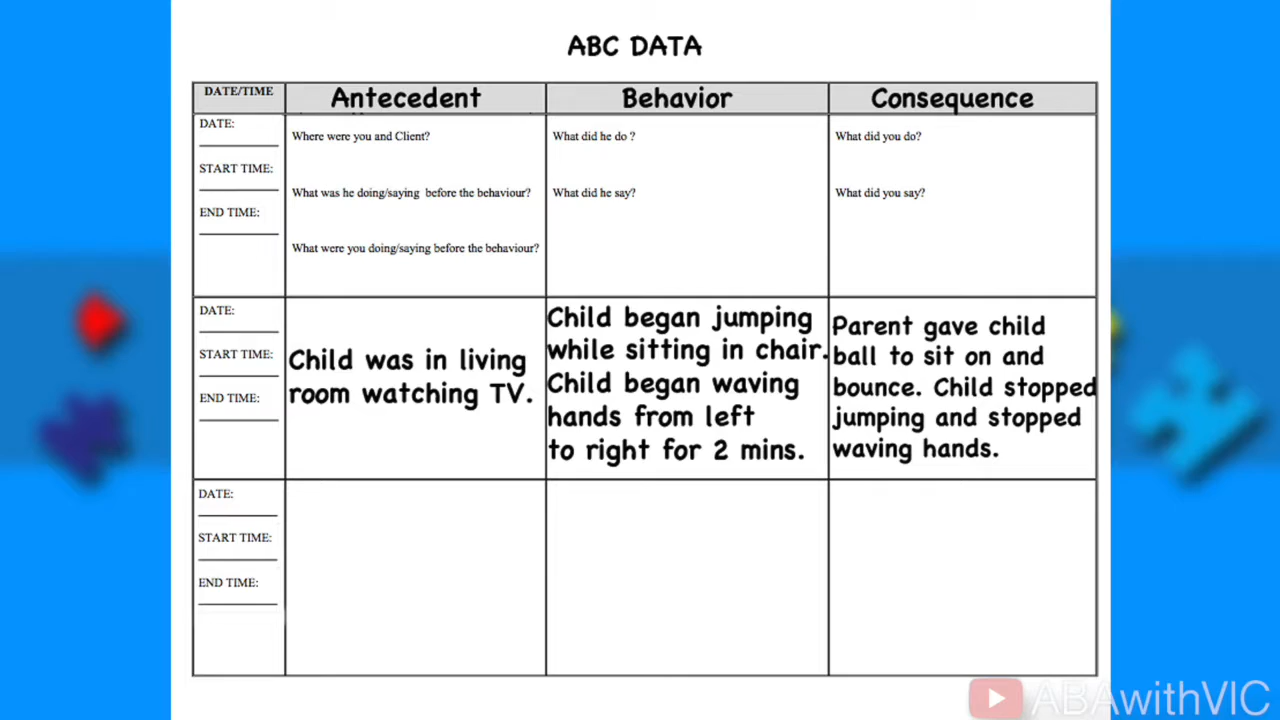 ABC DATA
DATE/TIME
Antecedent
Behavior
Consequence
DATE:
START TIME:
END TIME:
Where were you and Client?
What was he doing/saying before the behaviour?
What were you doing/saying before the behaviour?
What did he do ?
What did he say?
What did you do?
What did you say?
DATE:
START TIME:
END TIME:
Child was in living
room watching TV.
Child began jumping
while sitting in chair.
Child began waving
hands from left
to right for 2 mins.
Parent gave child
ball to sit on and
bounce. Child stopped
jumping and stopped
waving hands.
DATE:
START TIME:
END TIME:
ABAwithVIC